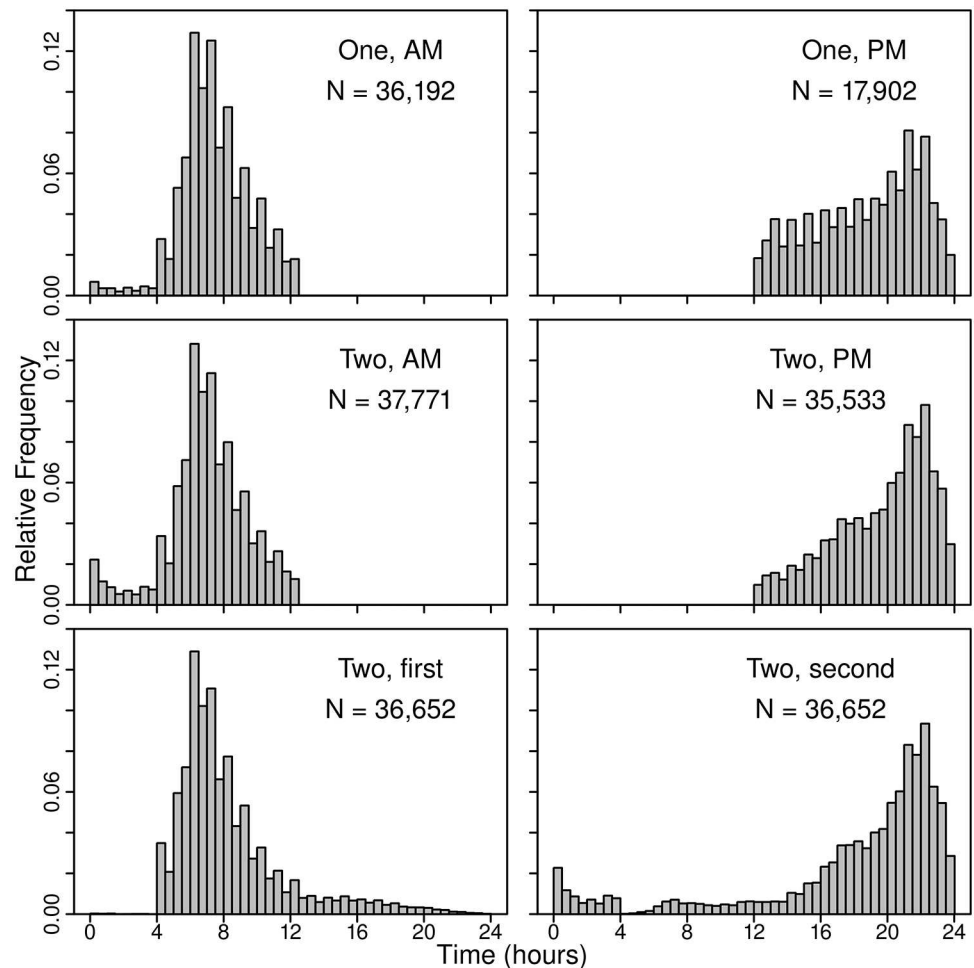 One, AM
N = 36,192
0.12
0.06
0.00
One, PM
N = 17,902
Two, AM
N = 37,771
0.12
0.06
0.00
Two, PM
N = 35,533
Relative Frequency
Two, first
N = 36,652
0.12
0.06
0.00
Two, second
N = 36,652
0 4 8 12 16 20 24
0 4 8 12 16 20 24
Time (hours)